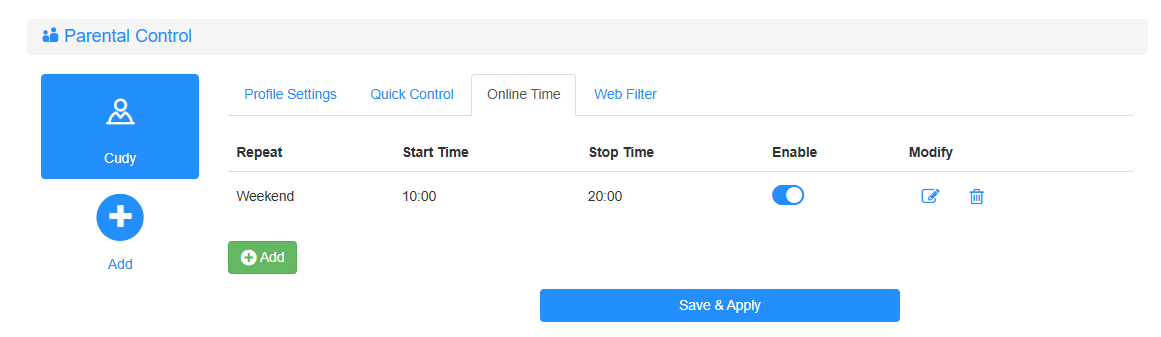 Parental Control
Cudy
Add
Profile Settings Quick Control Online Time Web Filter
Repeat Start Time Stop Time Enable Modify
Weekend 10:00 20:00
Add
Save & Apply